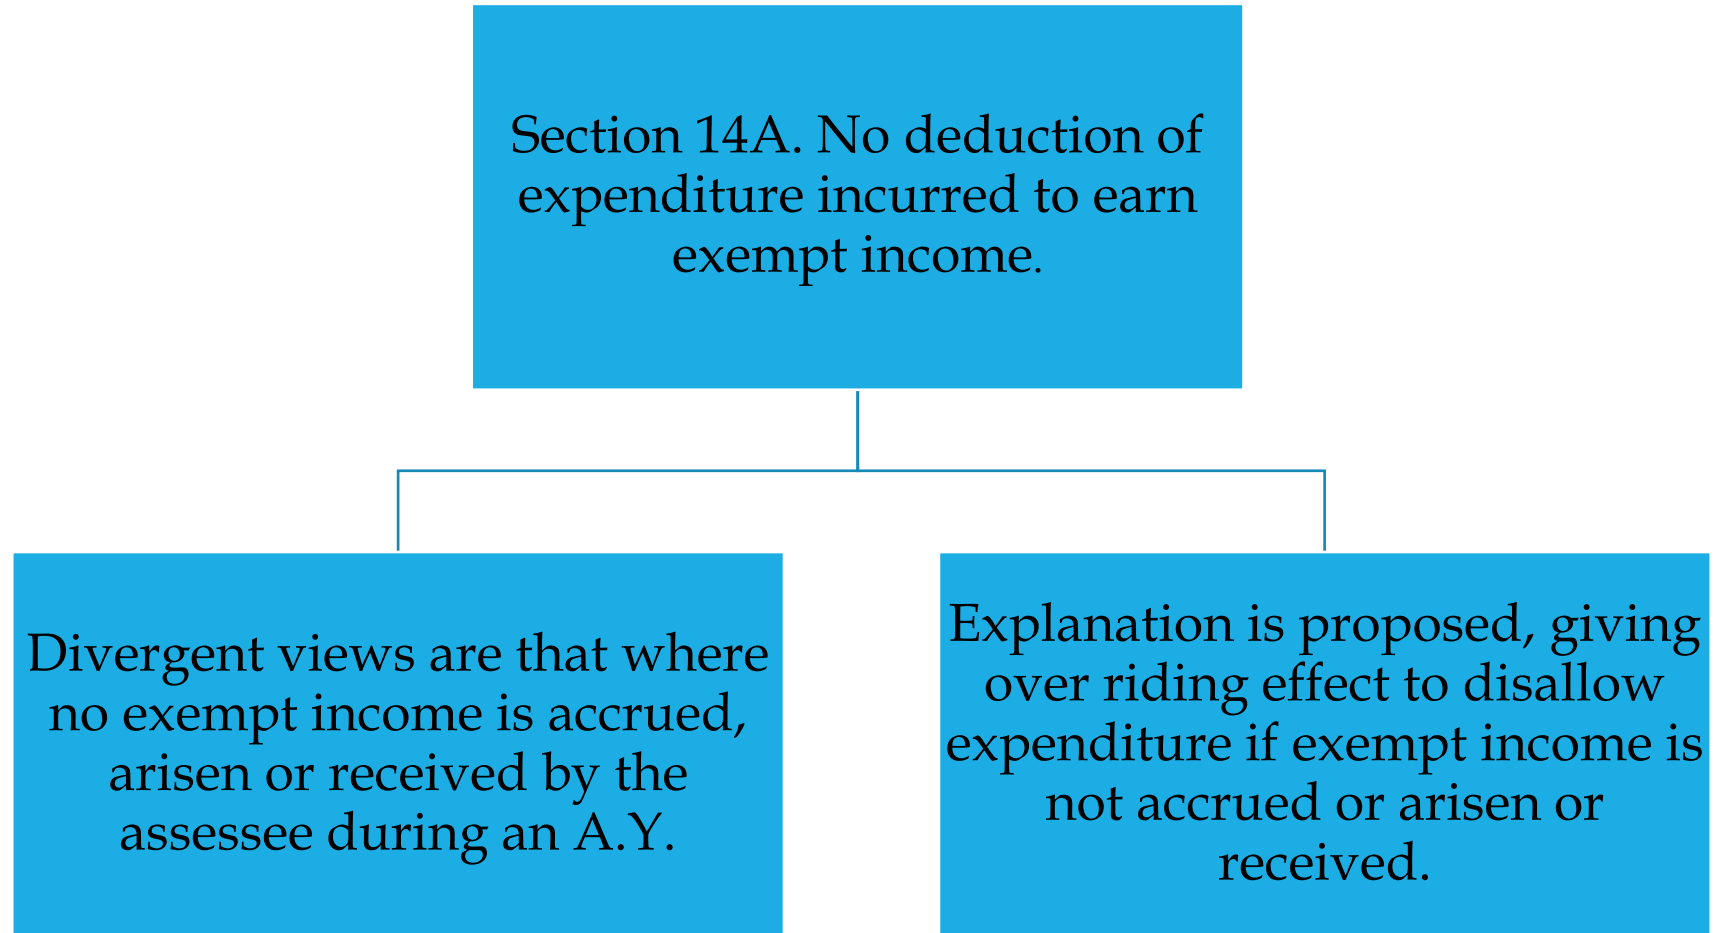 Section 14A. No deduction of
expenditure incurred to earn
exempt income.
Divergent views are that where
no exempt income is accrued,
arisen or received by the
assessee during an A.Y.
Explanation is proposed, giving
over riding effect to disallow
expenditure if exempt income is
not accrued or arisen or
received.